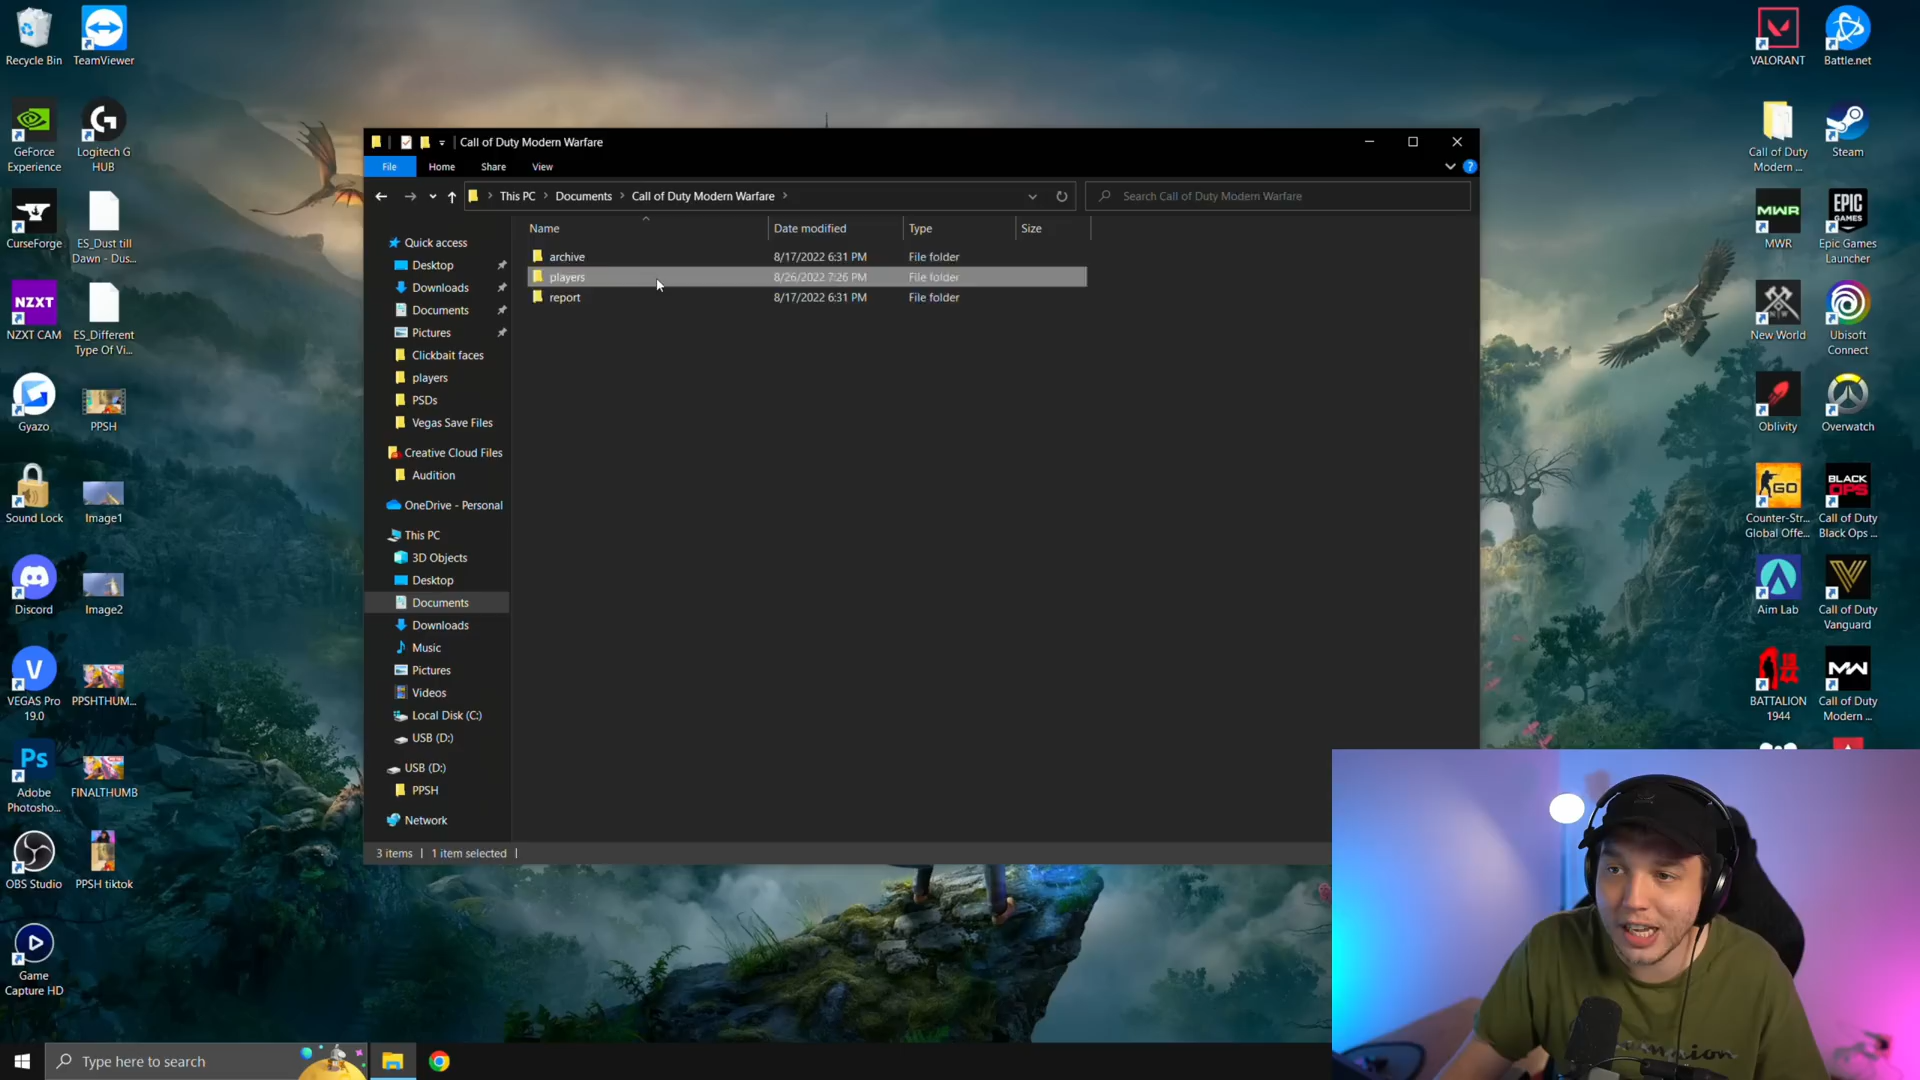 Recycle Bin
TeamViewer
GeForce
Experience
Logitech G
HUB
CurseForge
ES_Dust till
Dawn - Dus...
NZXT
NZXT CAM
ES_Different
Type Of Vi...
Gyazo
PPSH
Sound Lock
Image1
Discord
Image2
V
VEGAS Pro
19.0
PPSHTHUM...
Ps
Adobe
Photosho...
FINALTHUMB
OBS Studio
PPSH tiktok
Game
Capture HD
Call of Duty Modern Warfare
File
Home
Share
View
?
This PC
Documents
Call of Duty Modern Warfare
Search Call of Duty Modern Warfare
Name
Date modified
Type
Size
archive
8/17/2022 6:31 PM
File folder
players
8/26/2022 7:26 PM
File folder
report
8/17/2022 6:31 PM
File folder
Quick access
Desktop
Downloads
Documents
Pictures
Clickbait faces
players
PSDs
Vegas Save Files
Creative Cloud Files
Audition
OneDrive - Personal
This PC
3D Objects
Desktop
Documents
Downloads
Music
Pictures
Videos
Local Disk (C:)
USB (D:)
USB (D:)
PPSH
Network
3 items
1 item selected
VALORANT
Battle.net
Call of Duty
Modern ...
Steam
MWR
MWR
EPIC
GAMES
Epic Games
Launcher
New World
Ubisoft
Connect
Oblivity
Overwatch
GO
Counter-Str...
Global Offe...
BLACK
OPS
Call of Duty
Black Ops ...
Aim Lab
Call of Duty
Vanguard
BATTALION
1944
Call of Duty
Modern ...
Type here to search